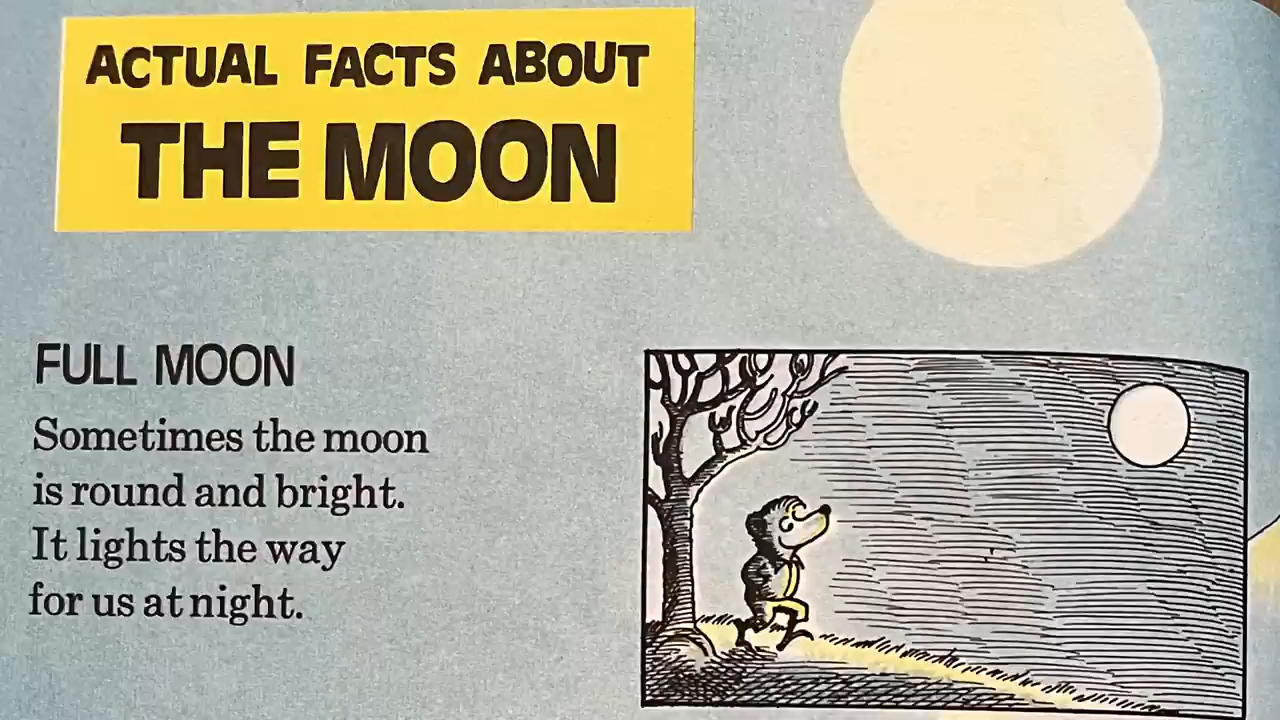 ACTUAL FACTS ABOUT
THE MOON
FULL MOON
Sometimes the moon
is round and bright.
It lights the way
for us at night.